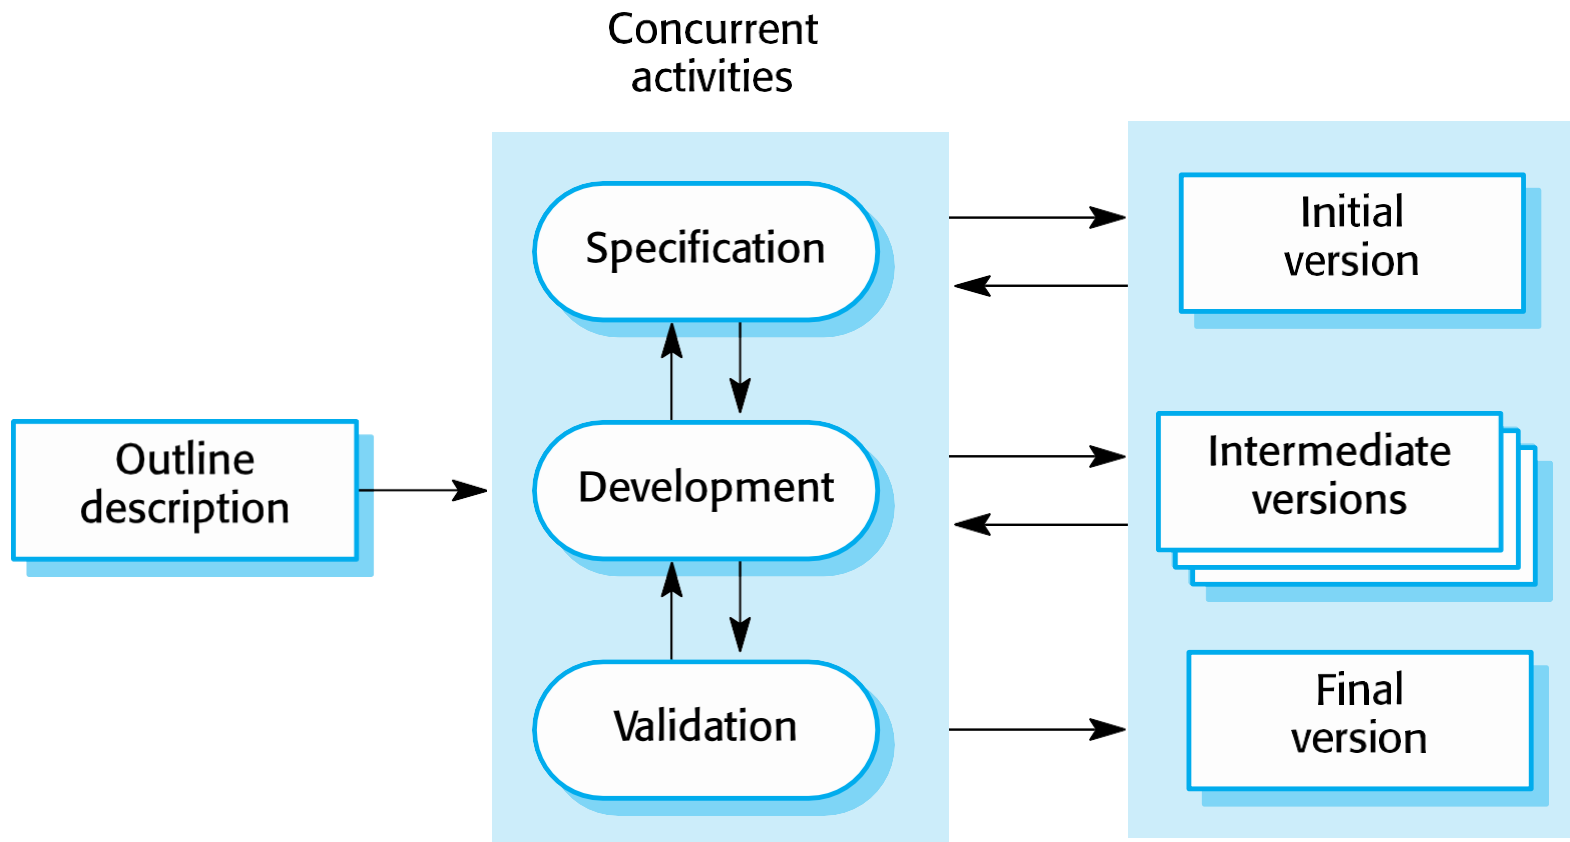 Concurrent
activities
Specification
Initial
version
Outline
description
Development
Intermediate
versions
Validation
Final
version